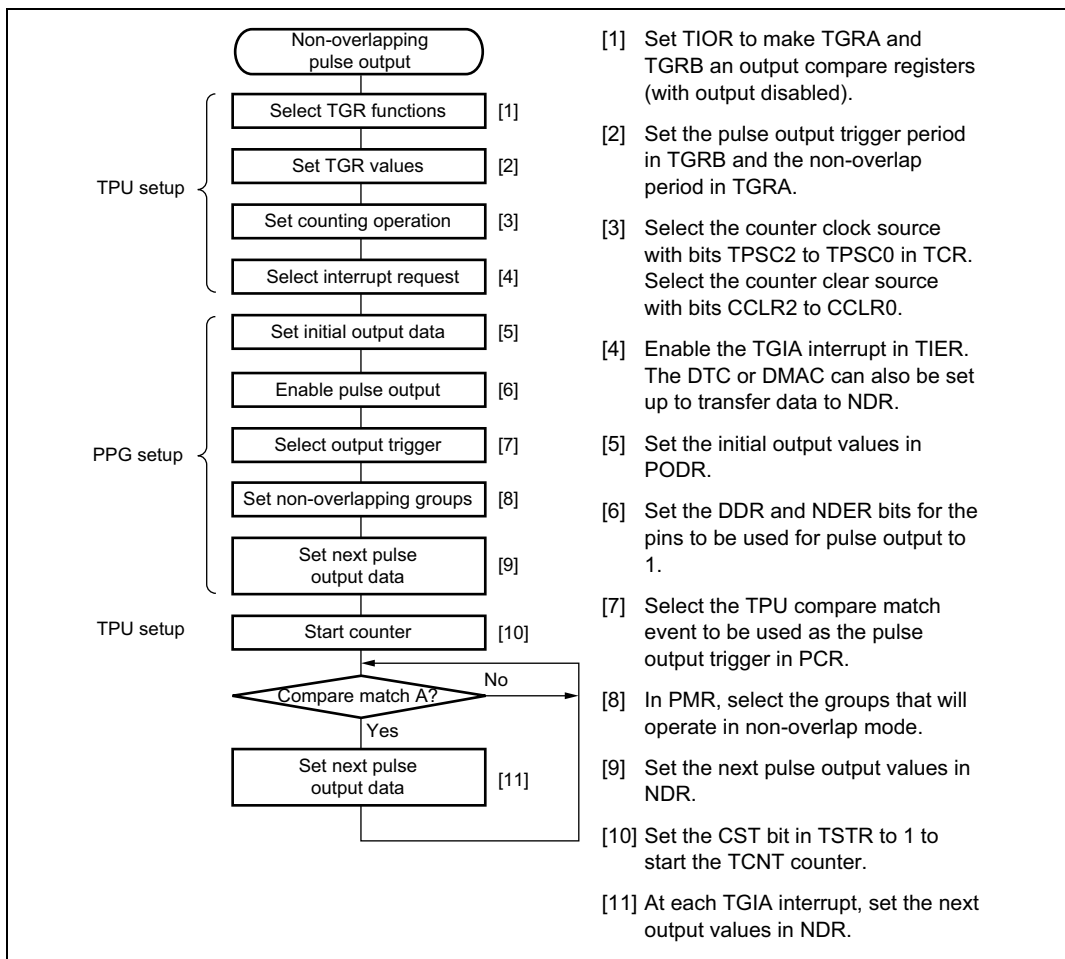 Non-overlapping
pulse output
TPU setup
Select TGR functions [1]
Set TGR values [2]
Set counting operation [3]
Select interrupt request [4]
PPG setup
Set initial output data [5]
Enable pulse output [6]
Select output trigger [7]
Set non-overlapping groups [8]
Set next pulse
output data [9]
TPU setup
Start counter [10]
Compare match A?
No
Yes
Set next pulse
output data [11]
[1] Set TIOR to make TGRA and
TGRB an output compare registers
(with output disabled).
[2] Set the pulse output trigger period
in TGRB and the non-overlap
period in TGRA.
[3] Select the counter clock source
with bits TPSC2 to TPSC0 in TCR.
Select the counter clear source
with bits CCLR2 to CCLR0.
[4] Enable the TGIA interrupt in TIER.
The DTC or DMAC can also be set
up to transfer data to NDR.
[5] Set the initial output values in
PODR.
[6] Set the DDR and NDER bits for the
pins to be used for pulse output to
1.
[7] Select the TPU compare match
event to be used as the pulse
output trigger in PCR.
[8] In PMR, select the groups that will
operate in non-overlap mode.
[9] Set the next pulse output values in
NDR.
[10] Set the CST bit in TSTR to 1 to
start the TCNT counter.
[11] At each TGIA interrupt, set the next
output values in NDR.